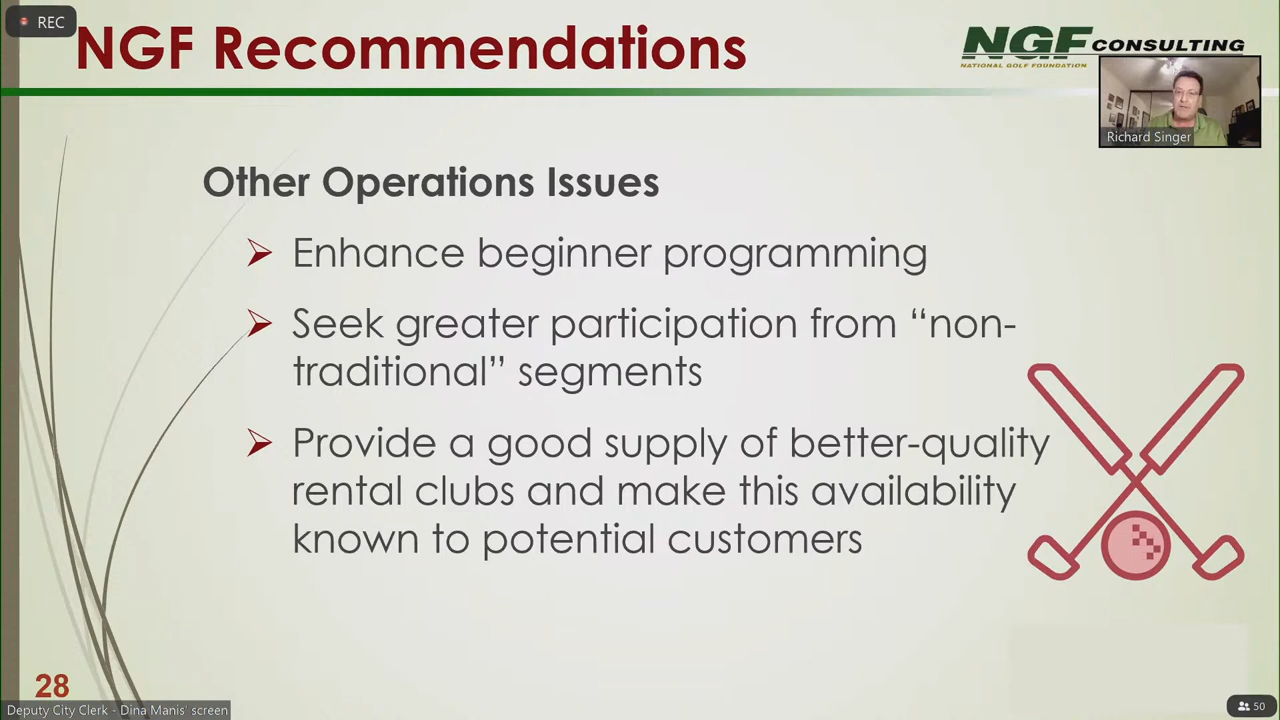 REC
NGF Recommendations
NGF CONSULTING
NATIONAL GOLF FOUNDATION
Richard Singer
Other Operations Issues
Enhance beginner programming
Seek greater participation from “non-
traditional” segments
Provide a good supply of better-quality
rental clubs and make this availability
known to potential customers
28
Deputy City Clerk - Dina Manis' screen
50